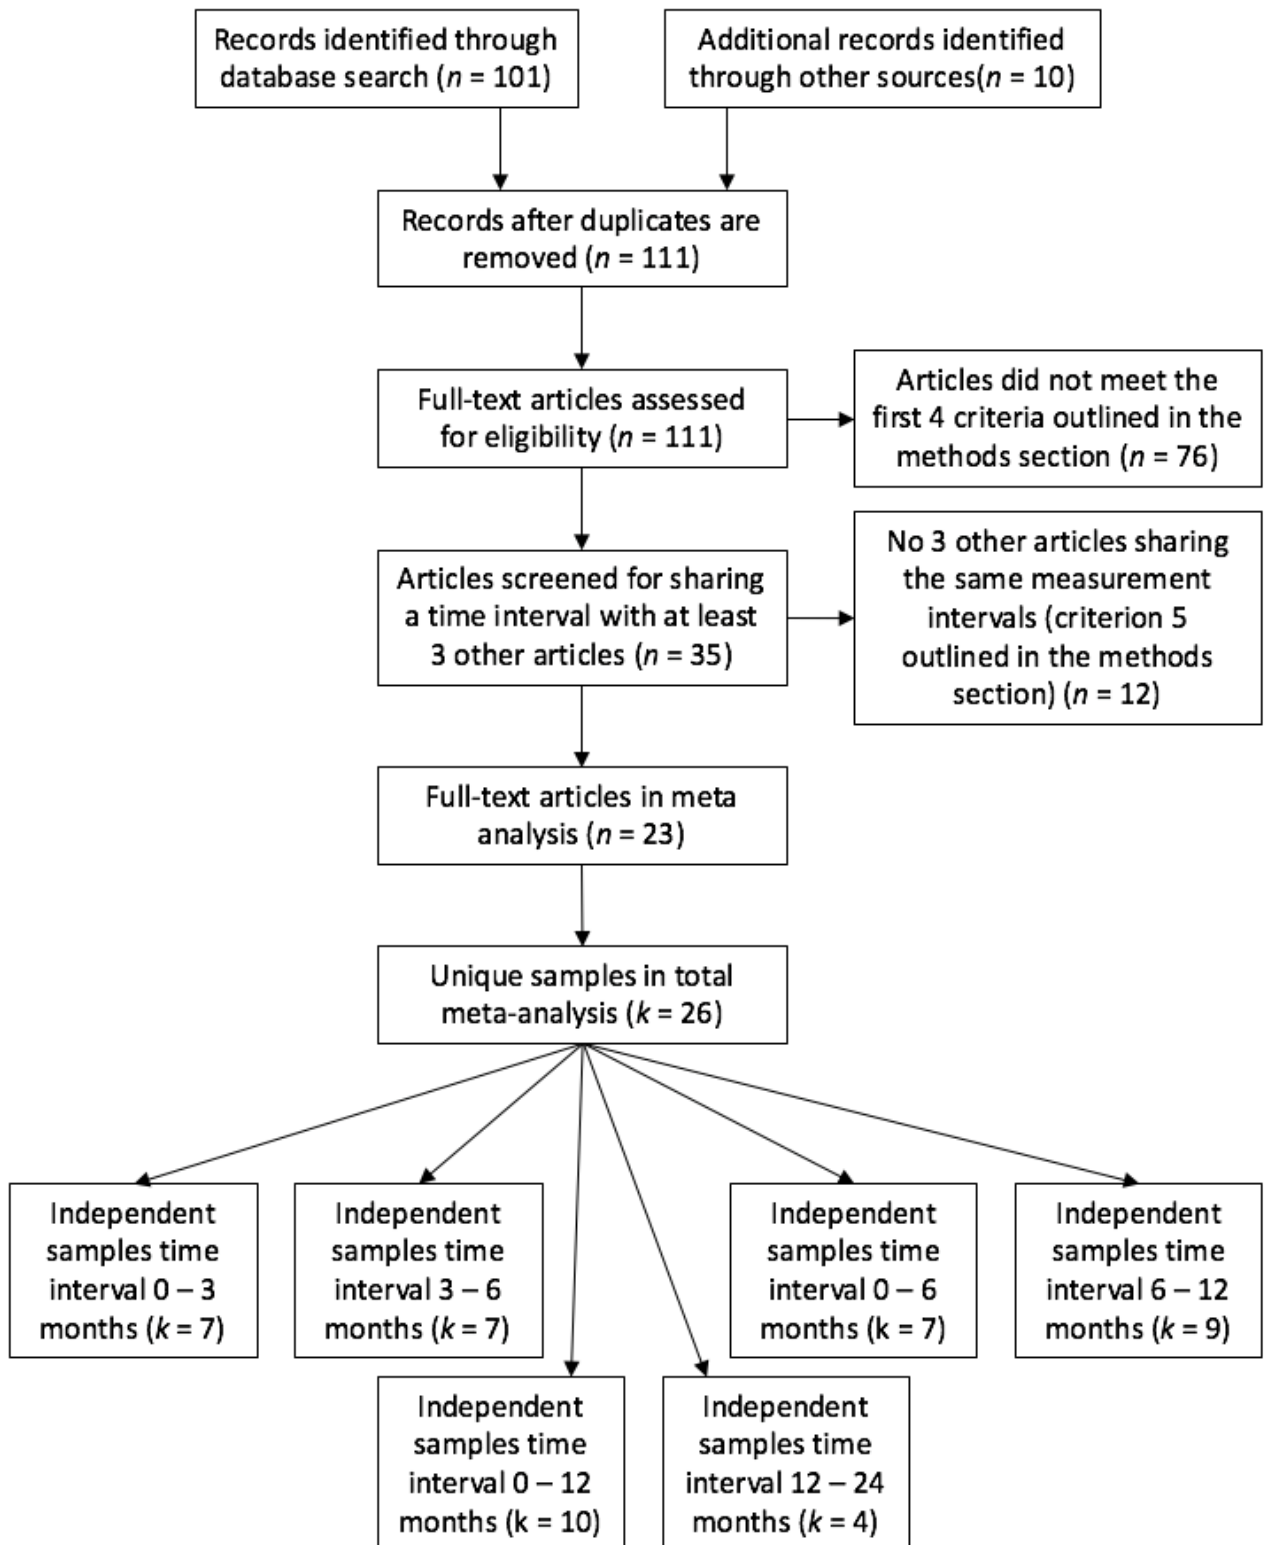 Records identified through
database search (n = 101)
Additional records identified
through other sources(n = 10)
Records after duplicates are
removed (n = 111)
Full-text articles assessed
for eligibility (n = 111)
Articles did not meet the
first 4 criteria outlined in the
methods section (n = 76)
Articles screened for sharing
a time interval with at least
3 other articles (n = 35)
No 3 other articles sharing
the same measurement
intervals (criterion 5
outlined in the methods
section) (n = 12)
Full-text articles in meta
analysis (n = 23)
Unique samples in total
meta-analysis (k = 26)
Independent
samples time
interval 0 – 3
months (k = 7)
Independent
samples time
interval 3 – 6
months (k = 7)
Independent
samples time
interval 0 – 6
months (k = 7)
Independent
samples time
interval 6 – 12
months (k = 9)
Independent
samples time
interval 0 – 12
months (k = 10)
Independent
samples time
interval 12 – 24
months (k = 4)